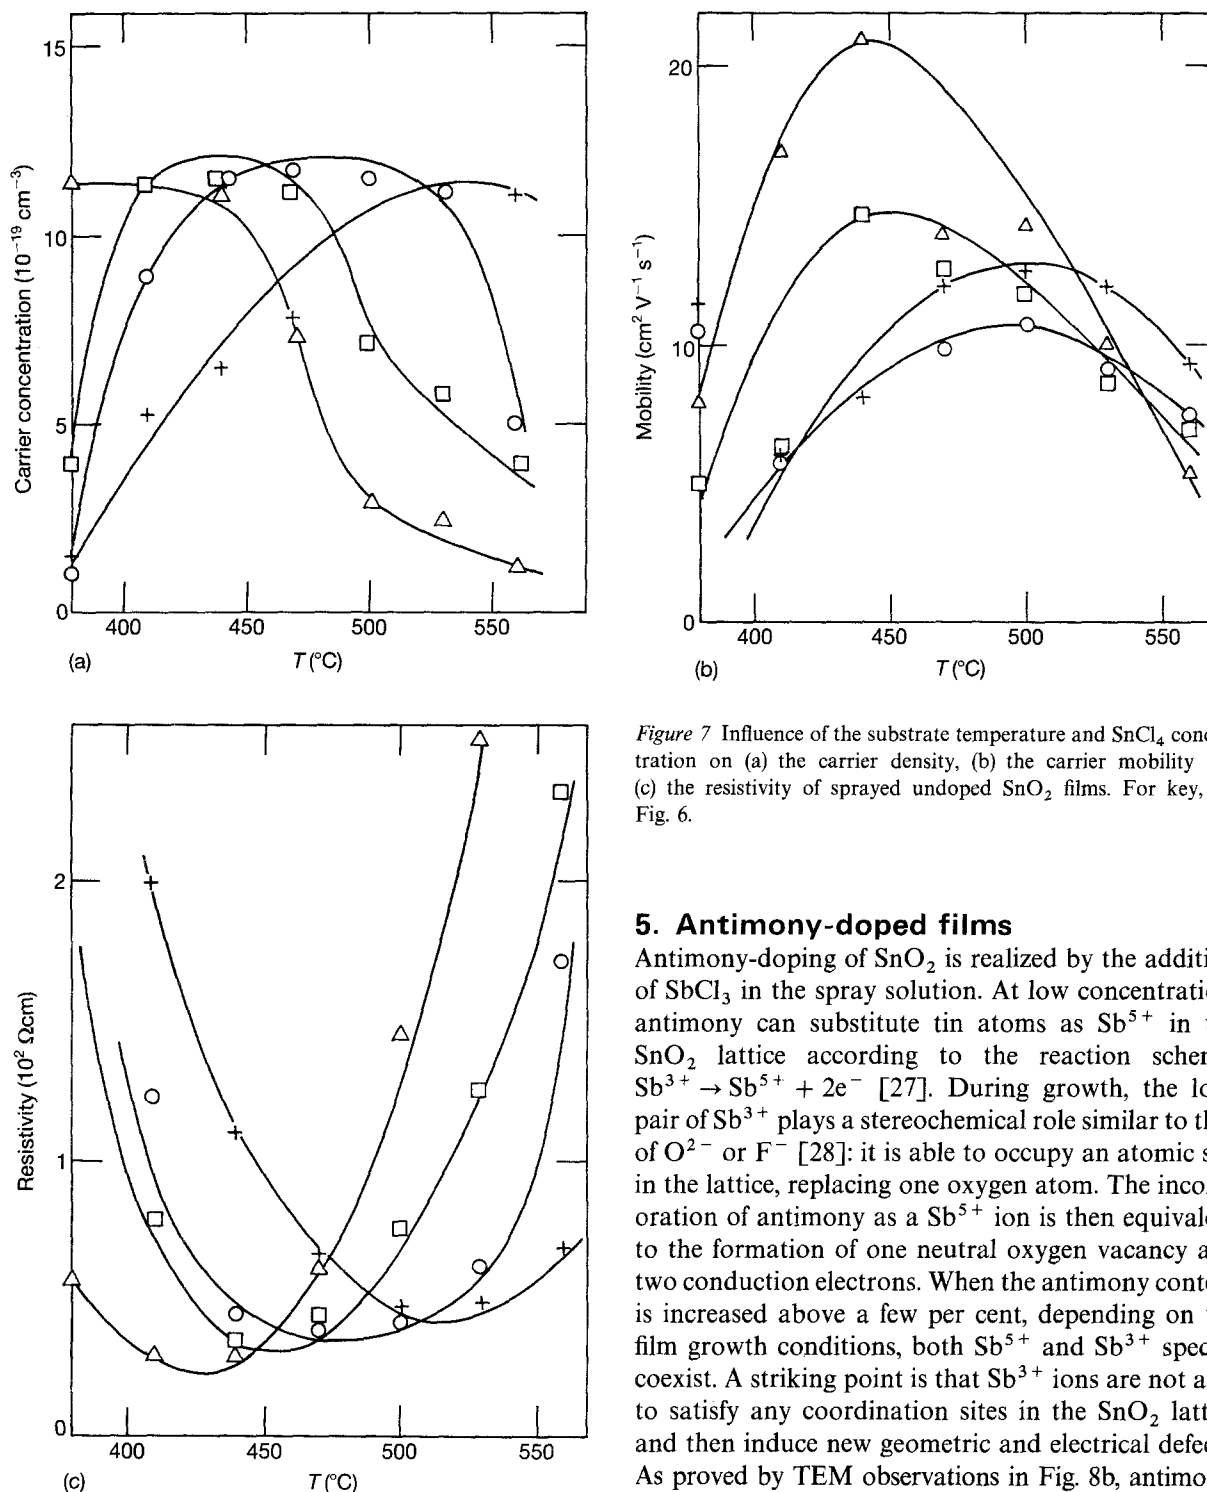 15
10
5
0
Carrier concentration (10⁻¹⁹ cm⁻³)
400 450 500 550
(a) T (°C)
20
10
0
Mobility (cm² V⁻¹ s⁻¹)
400 450 500 550
(b) T (°C)
2
1
0
Resistivity (10² Ωcm)
400 450 500 550
(c) T (°C)
Figure 7 Influence of the substrate temperature and SnCl₄ conc
tration on (a) the carrier density, (b) the carrier mobility
(c) the resistivity of sprayed undoped SnO₂ films. For key,
Fig. 6.
5. Antimony-doped films
Antimony-doping of SnO₂ is realized by the additi
of SbCl₃ in the spray solution. At low concentratio
antimony can substitute tin atoms as Sb⁵⁺ in t
SnO₂ lattice according to the reaction schem
Sb³⁺ → Sb⁵⁺ + 2e⁻ [27]. During growth, the lo
pair of Sb³⁺ plays a stereochemical role similar to th
of O²⁻ or F⁻ [28]: it is able to occupy an atomic s
in the lattice, replacing one oxygen atom. The inco
oration of antimony as a Sb⁵⁺ ion is then equivale
to the formation of one neutral oxygen vacancy a
two conduction electrons. When the antimony conte
is increased above a few per cent, depending on t
film growth conditions, both Sb⁵⁺ and Sb³⁺ spec
coexist. A striking point is that Sb³⁺ ions are not a
to satisfy any coordination sites in the SnO₂ latt
and then induce new geometric and electrical defec
As proved by TEM observations in Fig. 8b, antimo